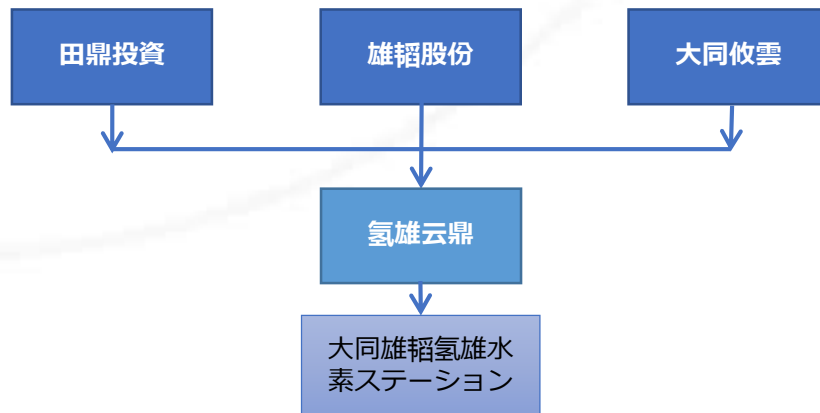 田鼎投資
雄韬股份
大同攸雲
氢雄云鼎
大同雄韬氢雄水
素ステーション